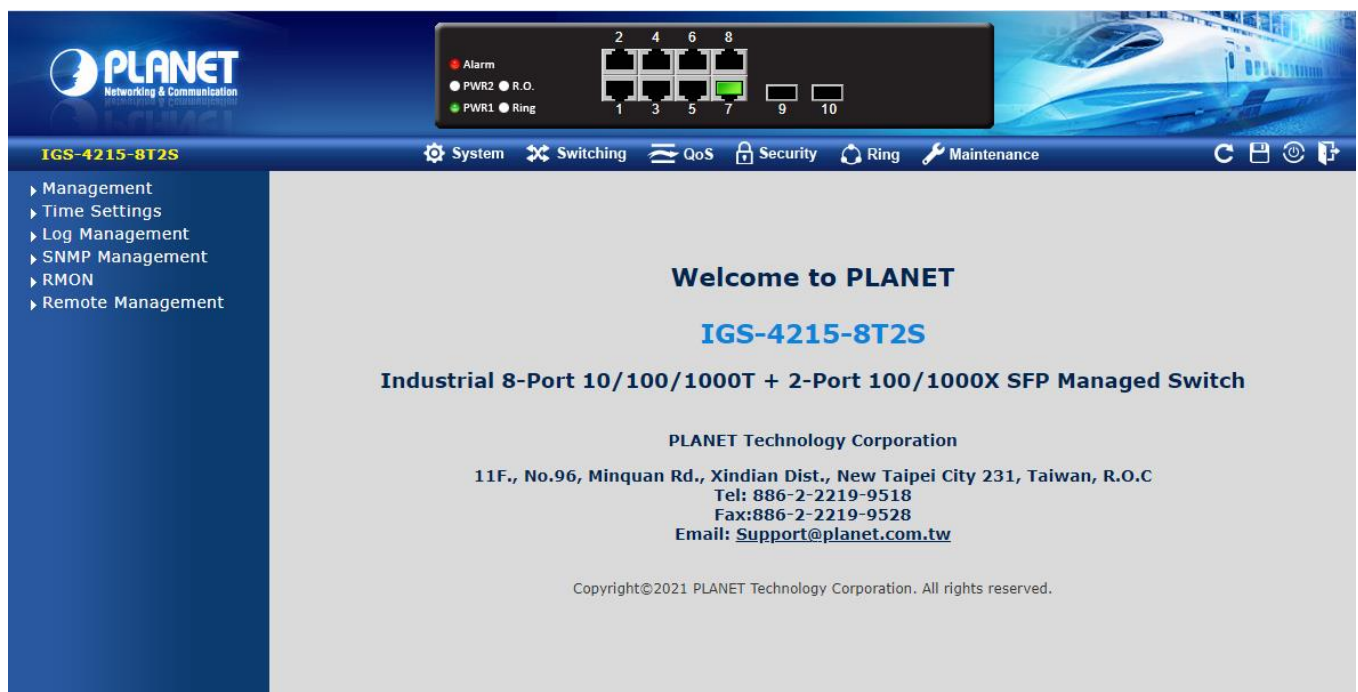 PLANET
Networking & Communication
2 4 6 8
Alarm
PWR2 R.O.
PWR1 Ring
1 3 5 7 9 10
IGS-4215-8T2S
System Switching QoS Security Ring Maintenance
Management
Time Settings
Log Management
SNMP Management
RMON
Remote Management
Welcome to PLANET
IGS-4215-8T2S
Industrial 8-Port 10/100/1000T + 2-Port 100/1000X SFP Managed Switch
PLANET Technology Corporation
11F., No.96, Minquan Rd., Xindian Dist., New Taipei City 231, Taiwan, R.O.C
Tel: 886-2-2219-9518
Fax:886-2-2219-9528
Email: Support@planet.com.tw
Copyright©2021 PLANET Technology Corporation. All rights reserved.